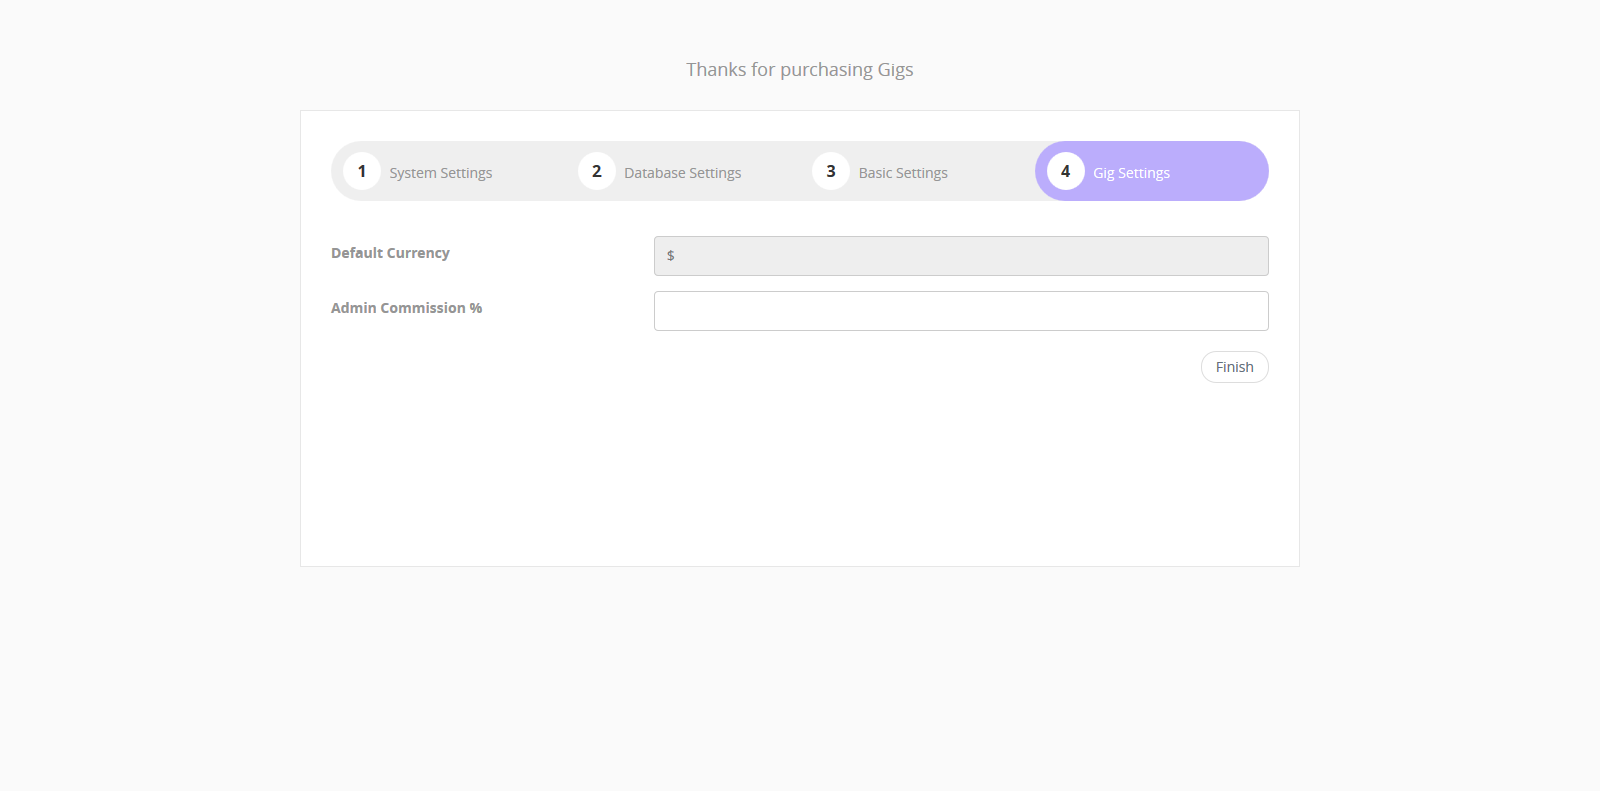 Thanks for purchasing Gigs
1 System Settings 2 Database Settings 3 Basic Settings 4 Gig Settings
Default Currency $
Admin Commission %
Finish